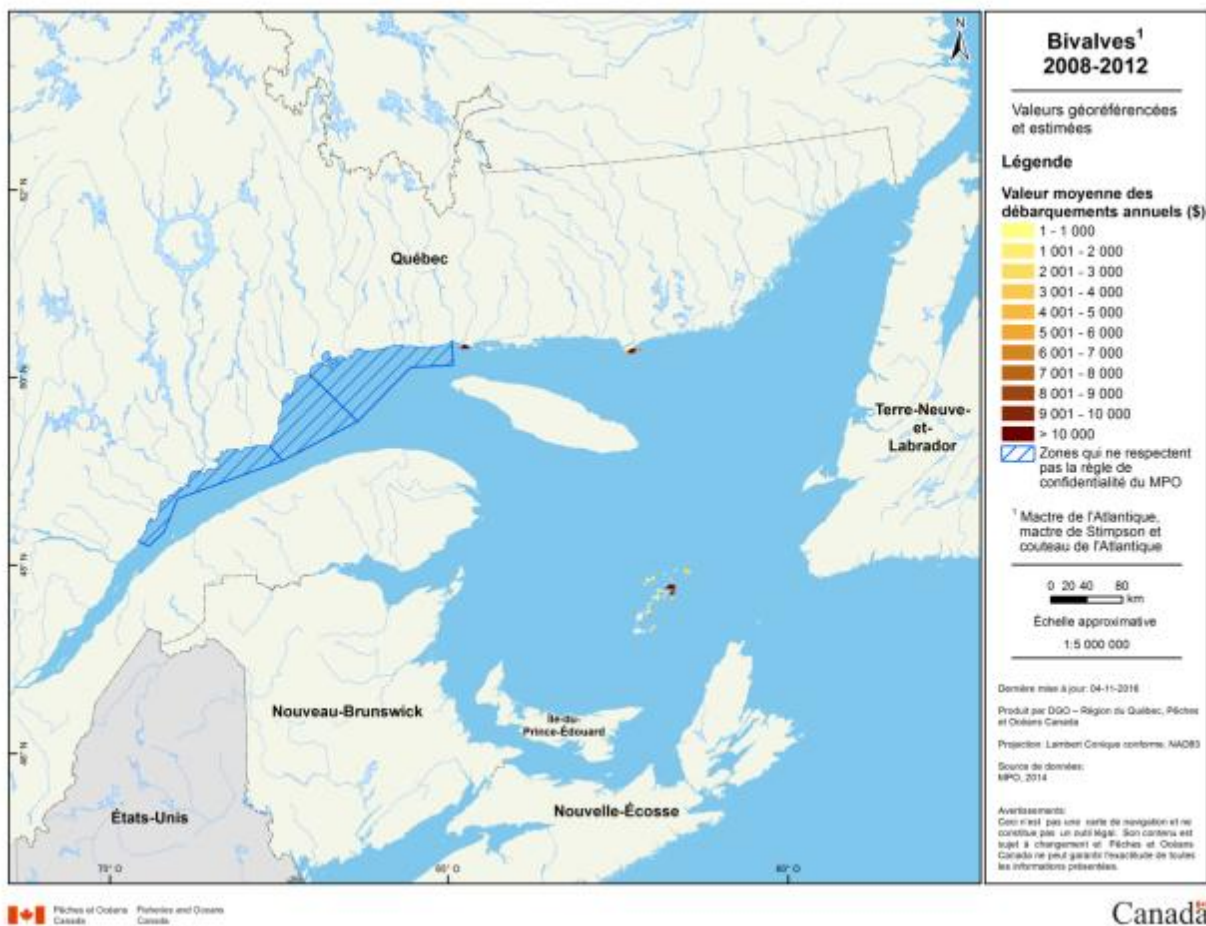 Bivalves¹
2008-2012
Valeurs géoréférencées
et estimées
Légende
Valeur moyenne des
débarquements annuels ($)
1 - 1 000
1 001 - 2 000
2 001 - 3 000
3 001 - 4 000
4 001 - 5 000
5 001 - 6 000
6 001 - 7 000
7 001 - 8 000
8 001 - 9 000
9 001 - 10 000
> 10 000
Zones qui ne respectent
pas la règle de
confidentialité du MPO
¹ Mactre de l'Atlantique,
mactre de Stimpson et
couteau de l'Atlantique
0 20 40 80
km
Échelle approximative
1:5 000 000
Dernière mise à jour: 04-11-2016
Produit par DGO – Région du Québec, Pêches
et Océans Canada
Projection: Lambert Conique conforme, NAD83
Source de données:
MPO, 2014
Avertissements:
Ceci n'est pas une carte de navigation et ne
constitue pas un outil légal. Son contenu est
sujet à changement et Pêches et Océans
Canada ne peut garantir l'exactitude de toutes
les informations présentées.
N
Québec
Terre-Neuve-
et-
Labrador
Nouveau-Brunswick
Île-du-
Prince-Édouard
Nouvelle-Écosse
États-Unis
52° N
70° O
60° O
Pêches et Océans
Canada
Fisheries and Oceans
Canada
Canada